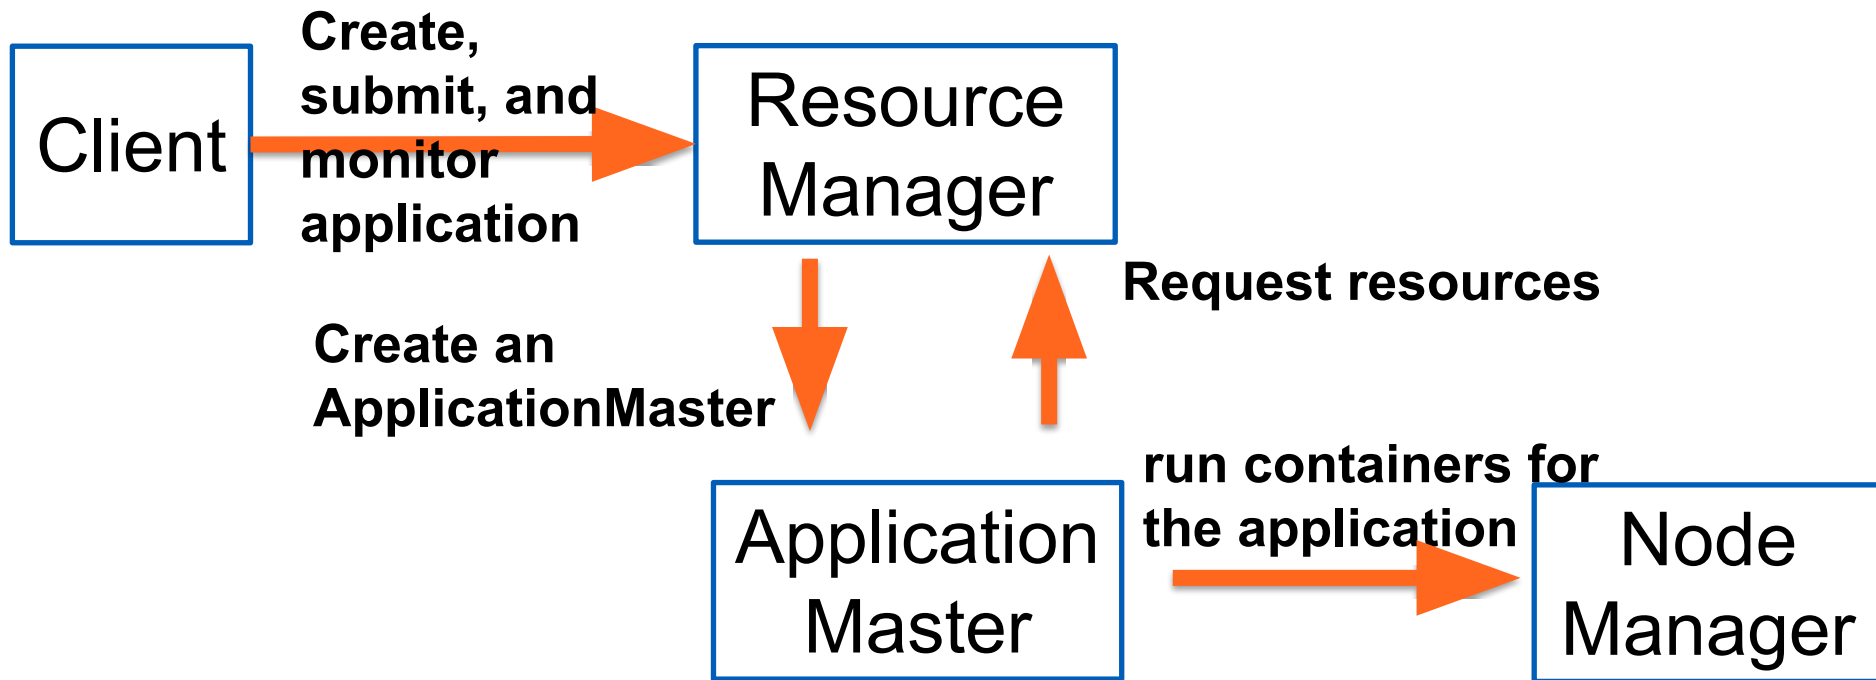 Client
Create,
submit, and
monitor
application
Resource
Manager
Create an
ApplicationMaster
Request resources
Application
Master
run containers for
the application
Node
Manager